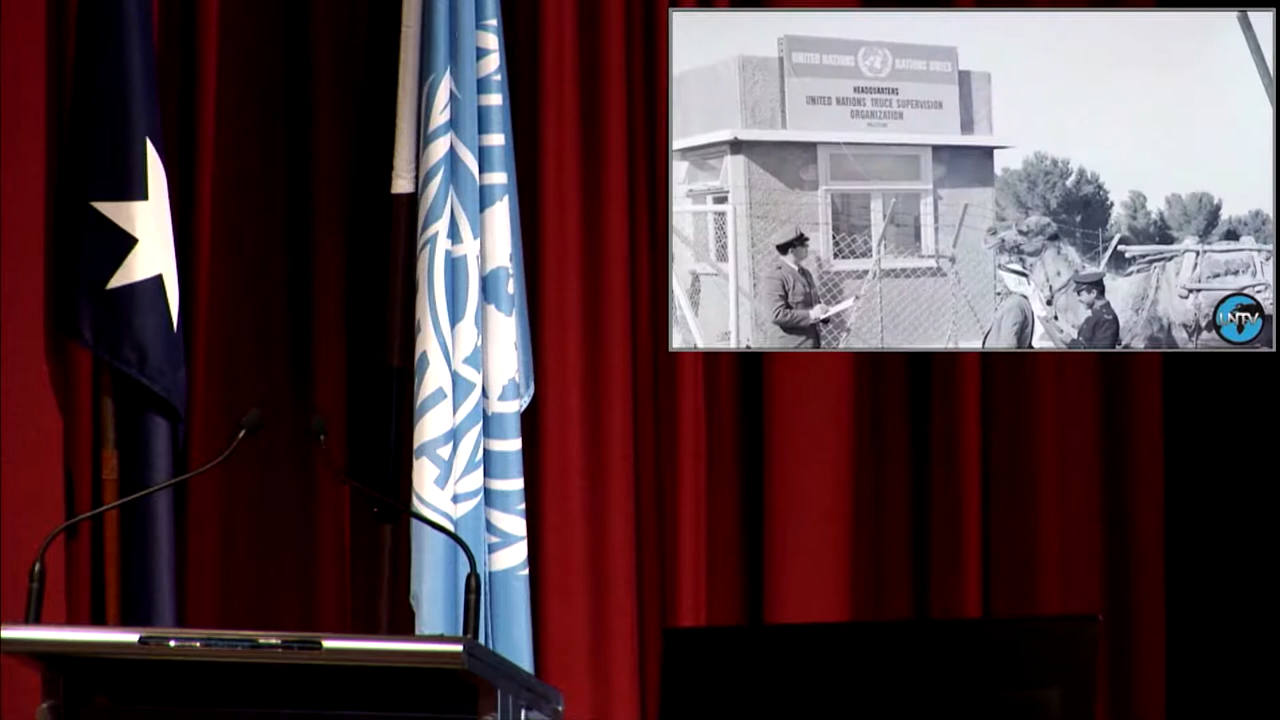 UNITED NATIONS NATIONS UNIES
HEADQUARTERS
UNITED NATIONS TRUCE SUPERVISION
ORGANIZATION
UNTV